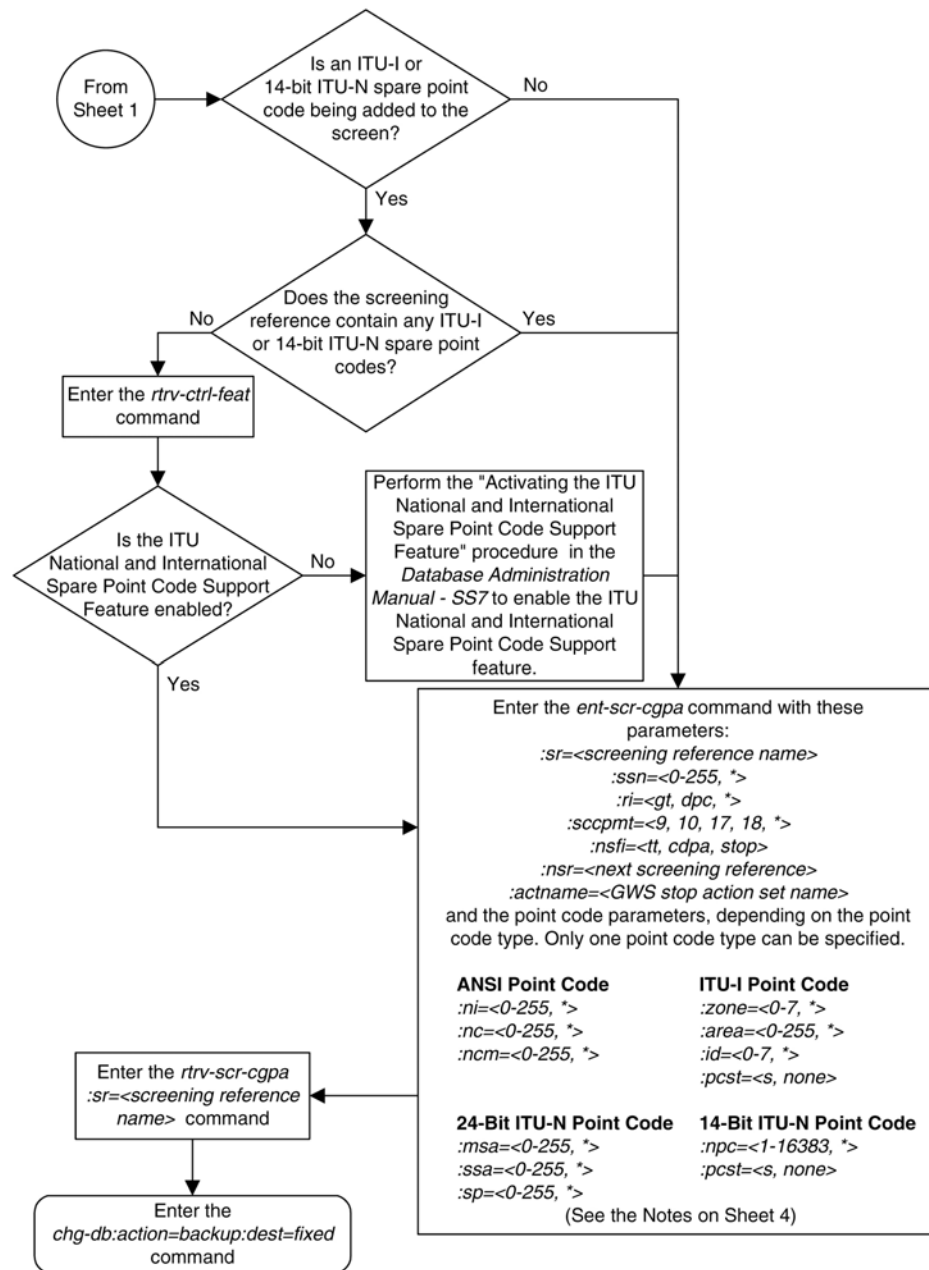 From
Sheet 1
Is an ITU-I or
14-bit ITU-N spare point
code being added to the
screen?
No
Yes
Does the screening
reference contain any ITU-I
or 14-bit ITU-N spare point
codes?
No
Yes
Enter the rtrv-ctrl-feat
command
Is the ITU
National and International
Spare Point Code Support
Feature enabled?
No
Yes
Perform the "Activating the ITU
National and International
Spare Point Code Support
Feature" procedure in the
Database Administration
Manual - SS7 to enable the ITU
National and International
Spare Point Code Support
feature.
Enter the ent-scr-cgpa command with these
parameters:
:sr=<screening reference name>
:ssn=<0-255, *>
:ri=<gt, dpc, *>
:sccpmt=<9, 10, 17, 18, *>
:nsfi=<tt, cdpa, stop>
:nsr=<next screening reference>
:actname=<GWS stop action set name>
and the point code parameters, depending on the point
code type. Only one point code type can be specified.
ANSI Point Code
:ni=<0-255, *>
:nc=<0-255, *>
:ncm=<0-255, *>
ITU-I Point Code
:zone=<0-7, *>
:area=<0-255, *>
:id=<0-7, *>
:pcst=<s, none>
24-Bit ITU-N Point Code
:msa=<0-255, *>
:ssa=<0-255, *>
:sp=<0-255, *>
14-Bit ITU-N Point Code
:npc=<1-16383, *>
:pcst=<s, none>
(See the Notes on Sheet 4)
Enter the rtrv-scr-cgpa
:sr=<screening reference
name> command
Enter the
chg-db:action=backup:dest=fixed
command